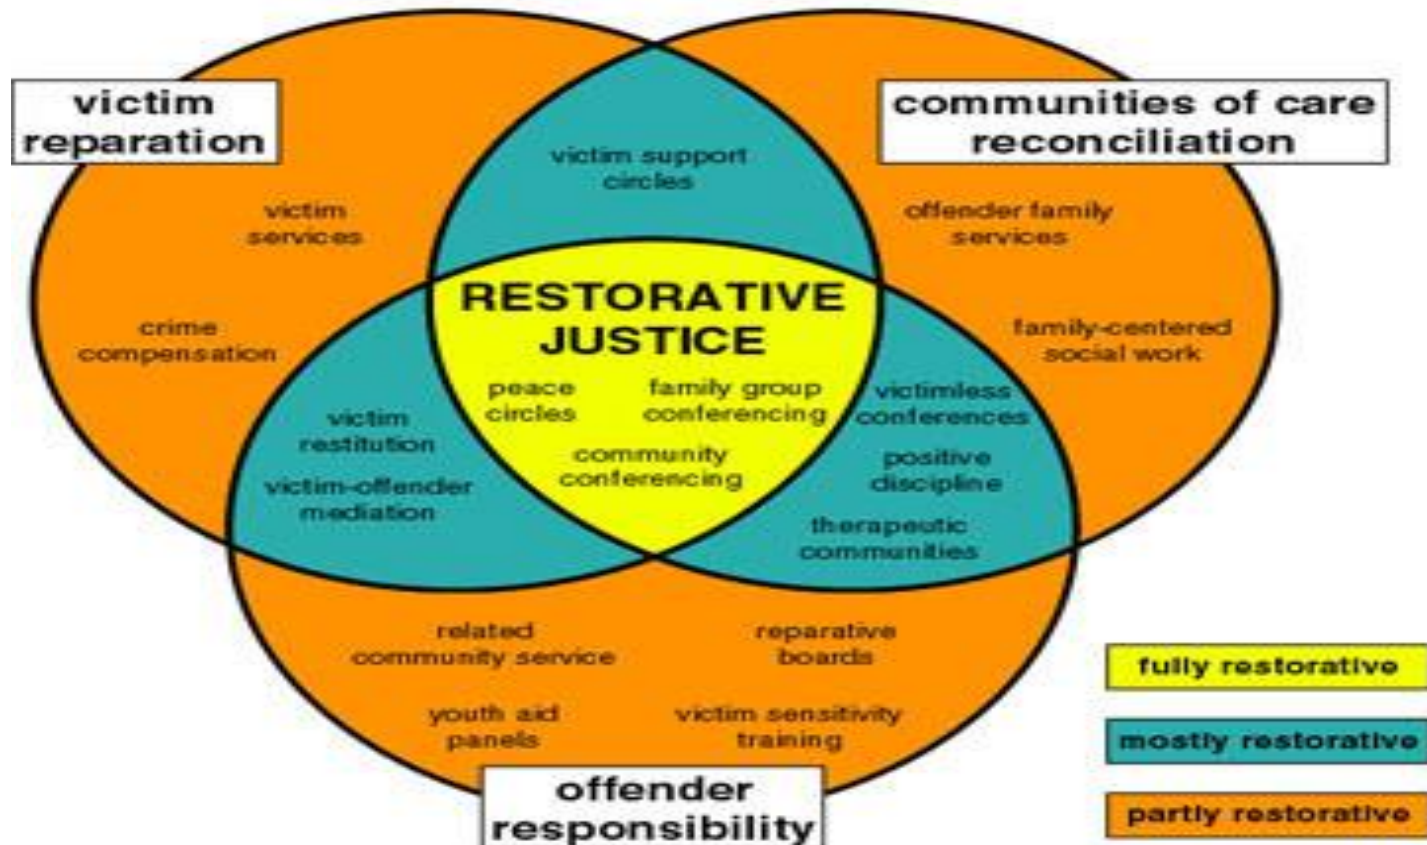 victim
reparation
communities of care
reconciliation
victim support
circles
victim
services
offender family
services
crime
compensation
family-centered
social work
RESTORATIVE
JUSTICE
peace
circles
family group
conferencing
community
conferencing
victim
restitution
victim-offender
mediation
victimless
conferences
positive
discipline
therapeutic
communities
related
community service
reparative
boards
youth aid
panels
victim sensitivity
training
offender
responsibility
fully restorative
mostly restorative
partly restorative